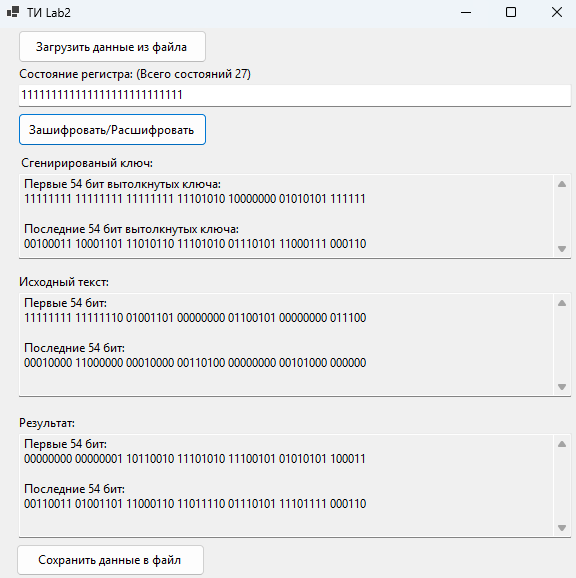 ТИ Lab2
Загрузить данные из файла
Состояние регистра: (Всего состояний 27)
111111111111111111111111111
Зашифровать/Расшифровать
Сгенирированый ключ:
Первые 54 бит вытолкнутых ключа:
11111111 11111111 11111111 11101010 10000000 01010101 111111
Последние 54 бит вытолкнутых ключа:
00100011 10001101 11010110 11101010 01110101 11000111 000110
Исходный текст:
Первые 54 бит:
11111111 11111110 01001101 00000000 01100101 00000000 011100
Последние 54 бит:
00010000 11000000 00010000 00110100 00000000 00101000 000000
Результат:
Первые 54 бит:
00000000 00000001 10110010 11101010 11100101 01010101 100011
Последние 54 бит:
00110011 01001101 11000110 11011110 01110101 11101111 000110
Сохранить данные в файл